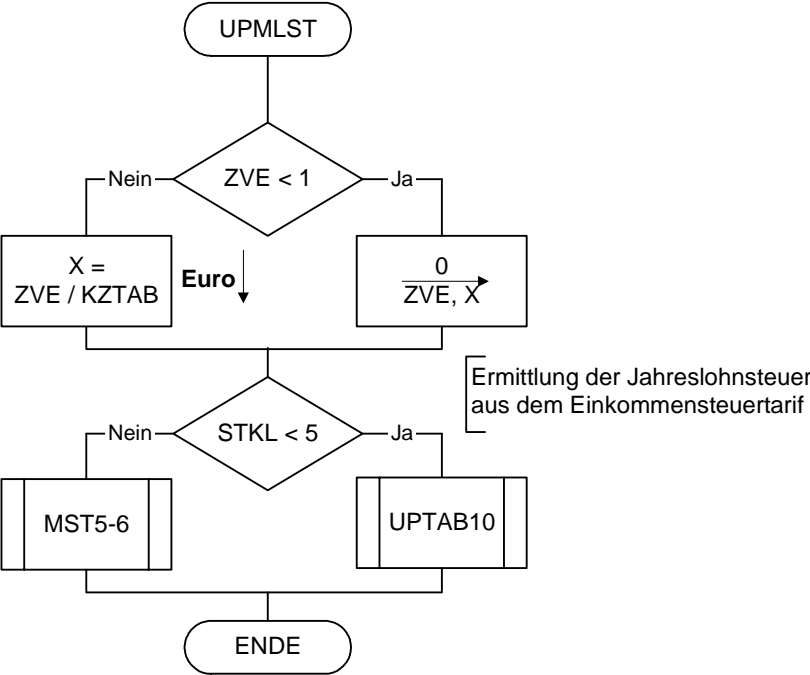 UPMLST
ZVE < 1
Nein
Ja
X =
ZVE / KZTAB
Euro
0
ZVE, X
Ermittlung der Jahreslohnsteuer
aus dem Einkommensteuertarif
STKL < 5
Nein
Ja
MST5-6
UPTAB10
ENDE